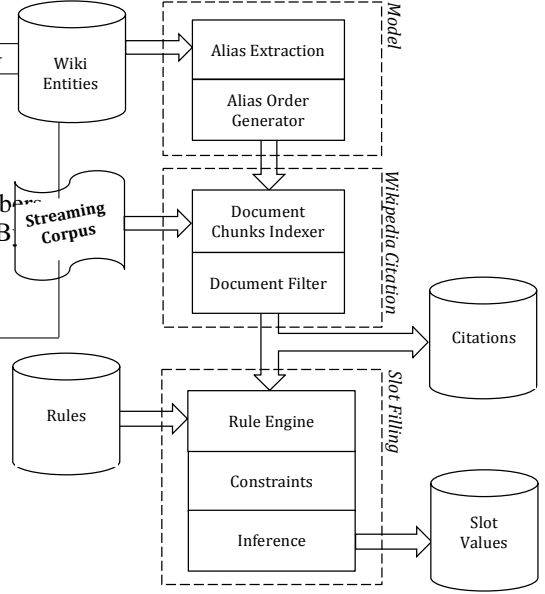 Model
Alias Extraction
Wiki
Entities
Alias Order
Generator
Wikipedia Citation
Document
Chunks Indexer
Streaming
Corpus
Document Filter
Citations
Slot Filling
Rules
Rule Engine
Constraints
Inference
Slot
Values